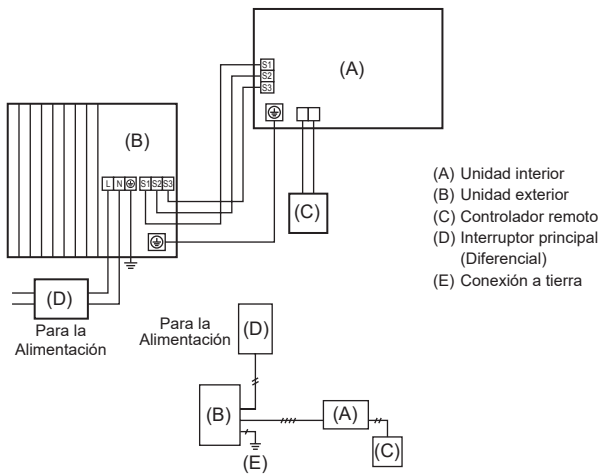 (A)
S1
S2
S3
(B)
L N S1 S2 S3
(C)
(D)
Para la
Alimentación
(A) Unidad interior
(B) Unidad exterior
(C) Controlador remoto
(D) Interruptor principal
(Diferencial)
(E) Conexión a tierra
Para la
Alimentación
(D)
(B)
(A)
(C)
(E)